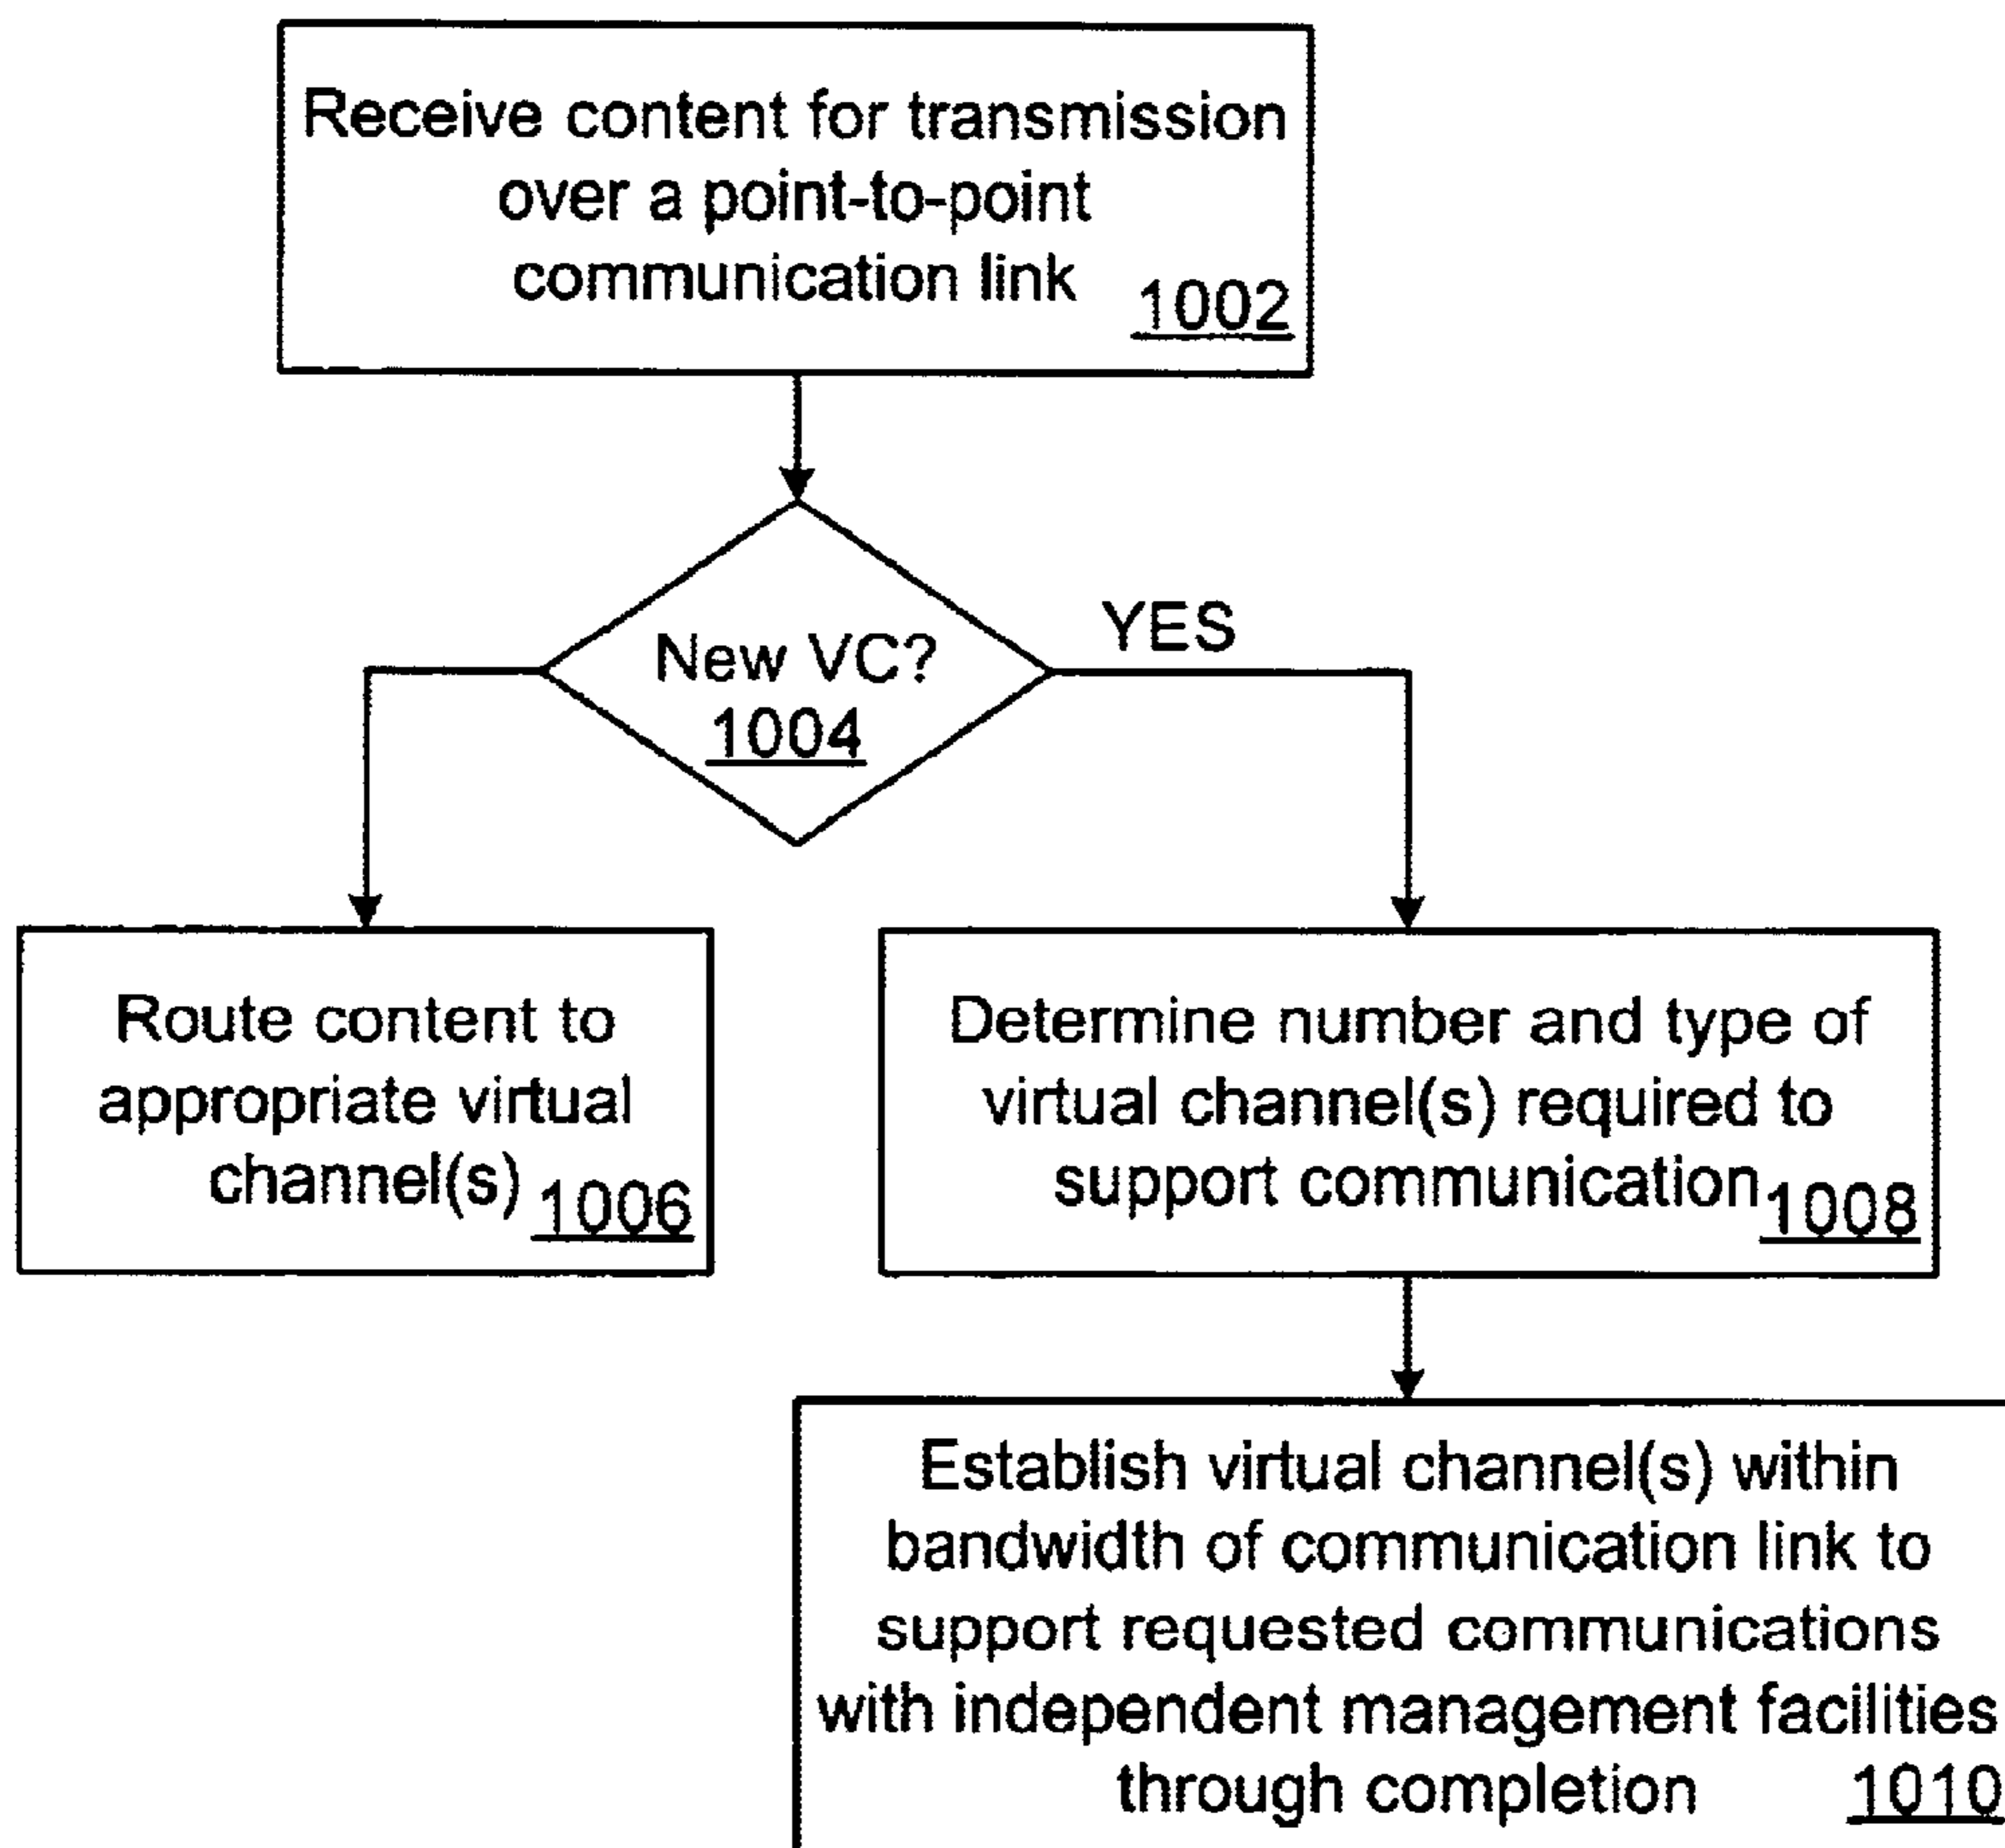 Receive content for transmission
over a point-to-point
communication link 1002
New VC?
1004
YES
Route content to
appropriate virtual
channel(s) 1006
Determine number and type of
virtual channel(s) required to
support communication 1008
Establish virtual channel(s) within
bandwidth of communication link to
support requested communications
with independent management facilities
through completion 1010